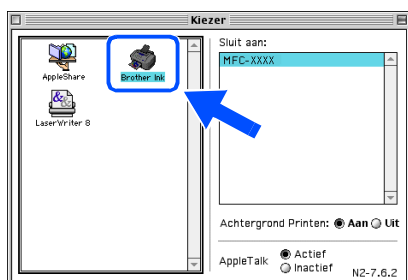 Kiezer
AppleShare
Brother Ink
LaserWriter 8
Sluit aan:
MFC-XXXX
Achtergrond Printen: Aan Uit
AppleTalk
Actief
Inactief
N2-7.6.2